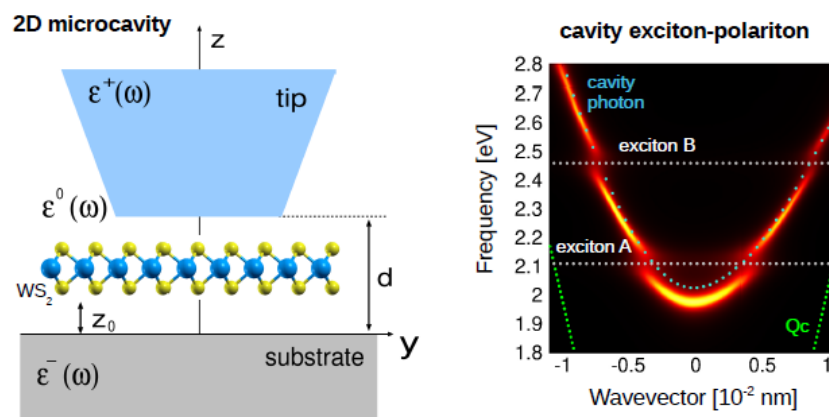 2D microcavity
z
ε⁺(ω)
tip
ε⁰(ω)
WS₂
z₀
d
y
substrate
ε⁻(ω)
cavity exciton-polariton
2.8
2.7
2.6
2.5
2.4
2.3
2.2
2.1
2
1.9
1.8
Frequency [eV]
cavity
photon
exciton B
exciton A
Qc
-1 -0.5 0 0.5 1
Wavevector [10⁻² nm]